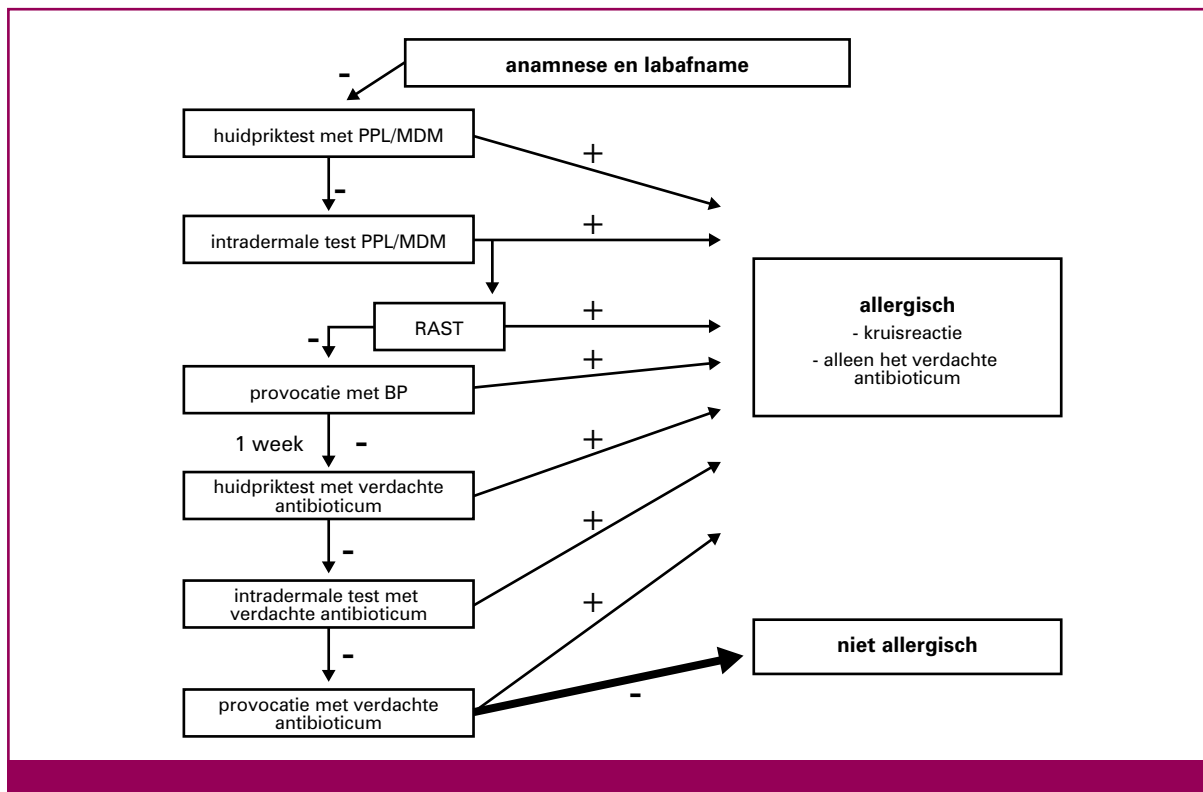 anamnese en labafname
-
huidpriktest met PPL/MDM
+
-
intradermale test PPL/MDM
+
RAST
+
-
provocatie met BP
+
allergisch
- kruisreactie
- alleen het verdachte
antibioticum
1 week
-
+
huidpriktest met verdachte
antibioticum
-
+
intradermale test met
verdachte antibioticum
-
+
provocatie met verdachte
antibioticum
-
niet allergisch